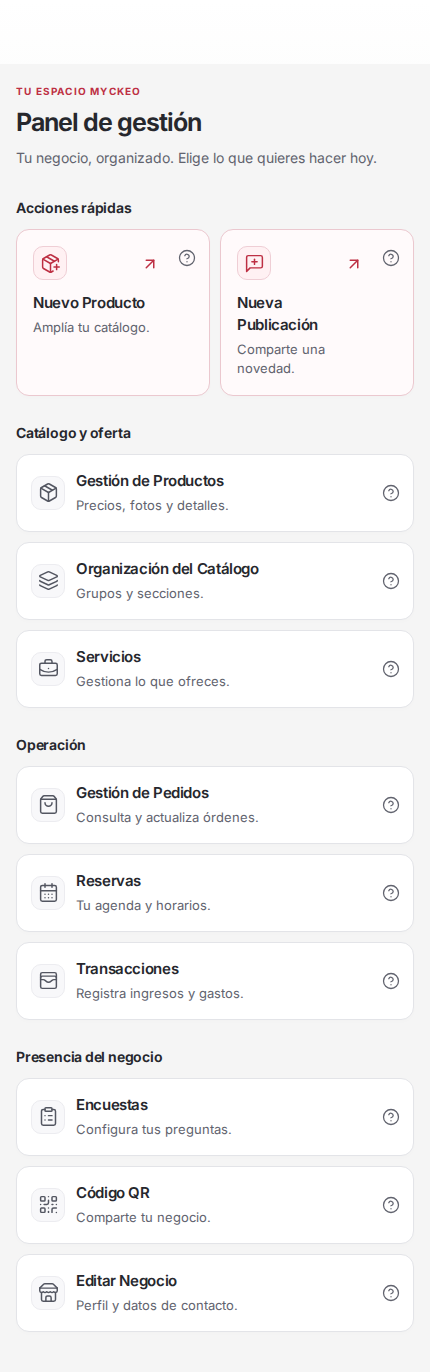 TU ESPACIO MYCKEO
Panel de gestión
Tu negocio, organizado. Elige lo que quieres hacer hoy.
Acciones rápidas
Nuevo Producto
Amplía tu catálogo.
Nueva
Publicación
Comparte una
novedad.
Catálogo y oferta
Gestión de Productos
Precios, fotos y detalles.
Organización del Catálogo
Grupos y secciones.
Servicios
Gestiona lo que ofreces.
Operación
Gestión de Pedidos
Consulta y actualiza órdenes.
Reservas
Tu agenda y horarios.
Transacciones
Registra ingresos y gastos.
Presencia del negocio
Encuestas
Configura tus preguntas.
Código QR
Comparte tu negocio.
Editar Negocio
Perfil y datos de contacto.